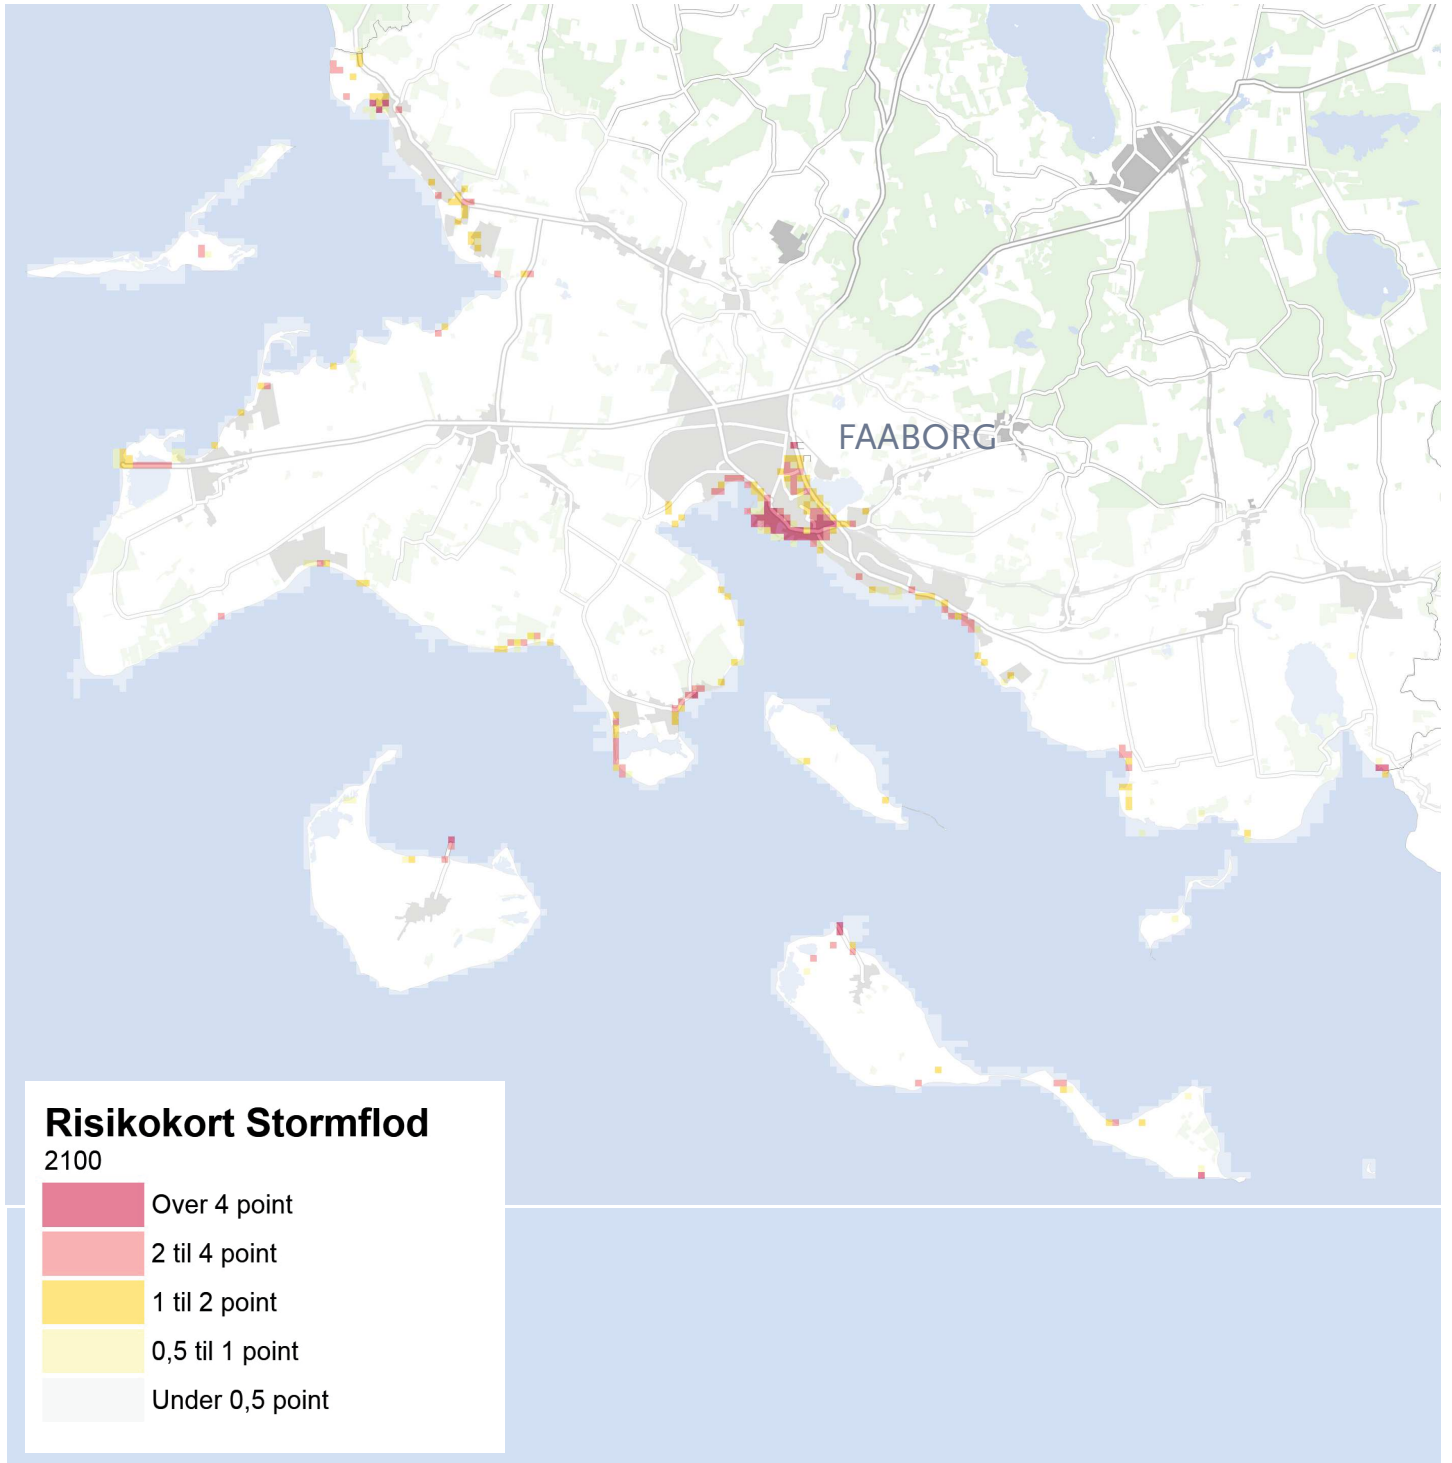 FAABORG
Risikokort Stormflod
2100
Over 4 point
2 til 4 point
1 til 2 point
0,5 til 1 point
Under 0,5 point